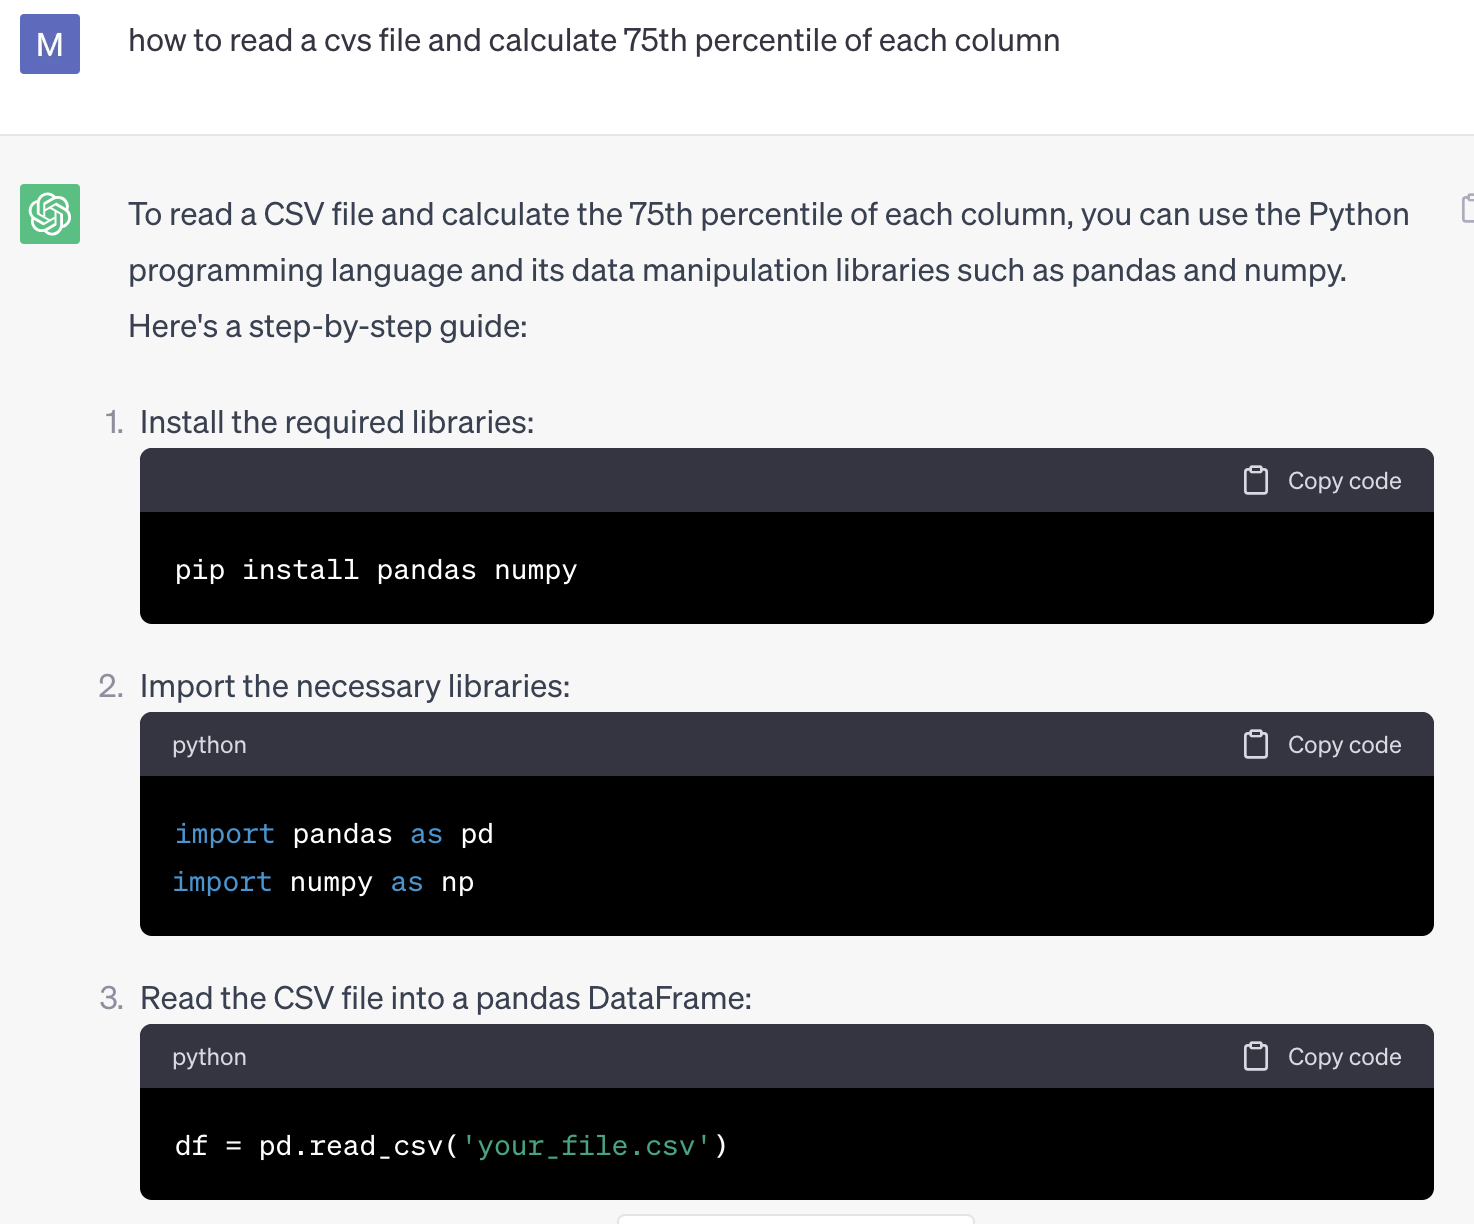 M
how to read a cvs file and calculate 75th percentile of each column
To read a CSV file and calculate the 75th percentile of each column, you can use the Python
programming language and its data manipulation libraries such as pandas and numpy.
Here's a step-by-step guide:
1. Install the required libraries:
Copy code
pip install pandas numpy
2. Import the necessary libraries:
python Copy code
import pandas as pd
import numpy as np
3. Read the CSV file into a pandas DataFrame:
python Copy code
df = pd.read_csv('your_file.csv')